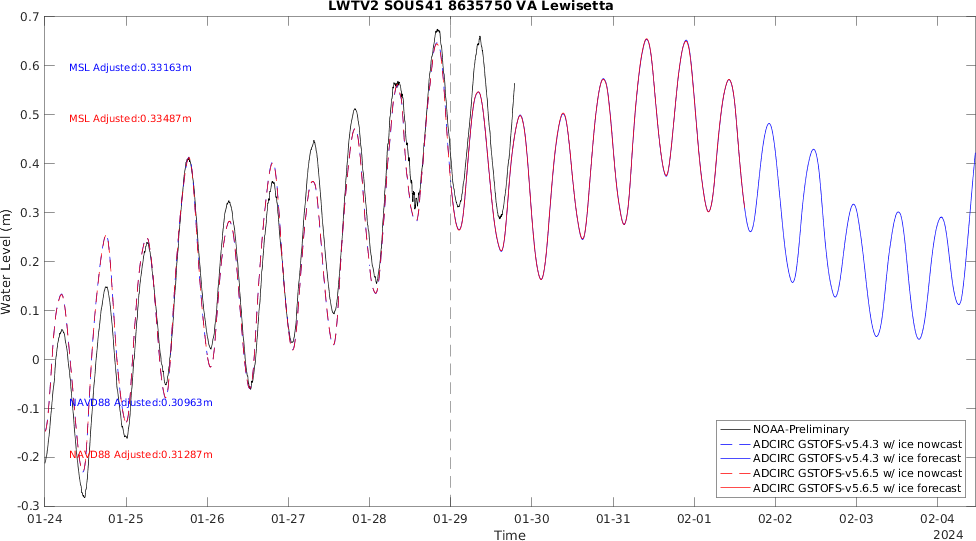 LWTV2 SOUS41 8635750 VA Lewisetta
0.7
0.6
0.5
0.4
0.3
0.2
0.1
0
-0.1
-0.2
-0.3
Water Level (m)
MSL Adjusted:0.33163m
MSL Adjusted:0.33487m
NAVD88 Adjusted:0.30963m
NAVD88 Adjusted:0.31287m
NOAA-Preliminary
ADCIRC GSTOFS-v5.4.3 w/ ice nowcast
ADCIRC GSTOFS-v5.4.3 w/ ice forecast
ADCIRC GSTOFS-v5.6.5 w/ ice nowcast
ADCIRC GSTOFS-v5.6.5 w/ ice forecast
01-24 01-25 01-26 01-27 01-28 01-29 01-30 01-31 02-01 02-02 02-03 02-04
Time
2024